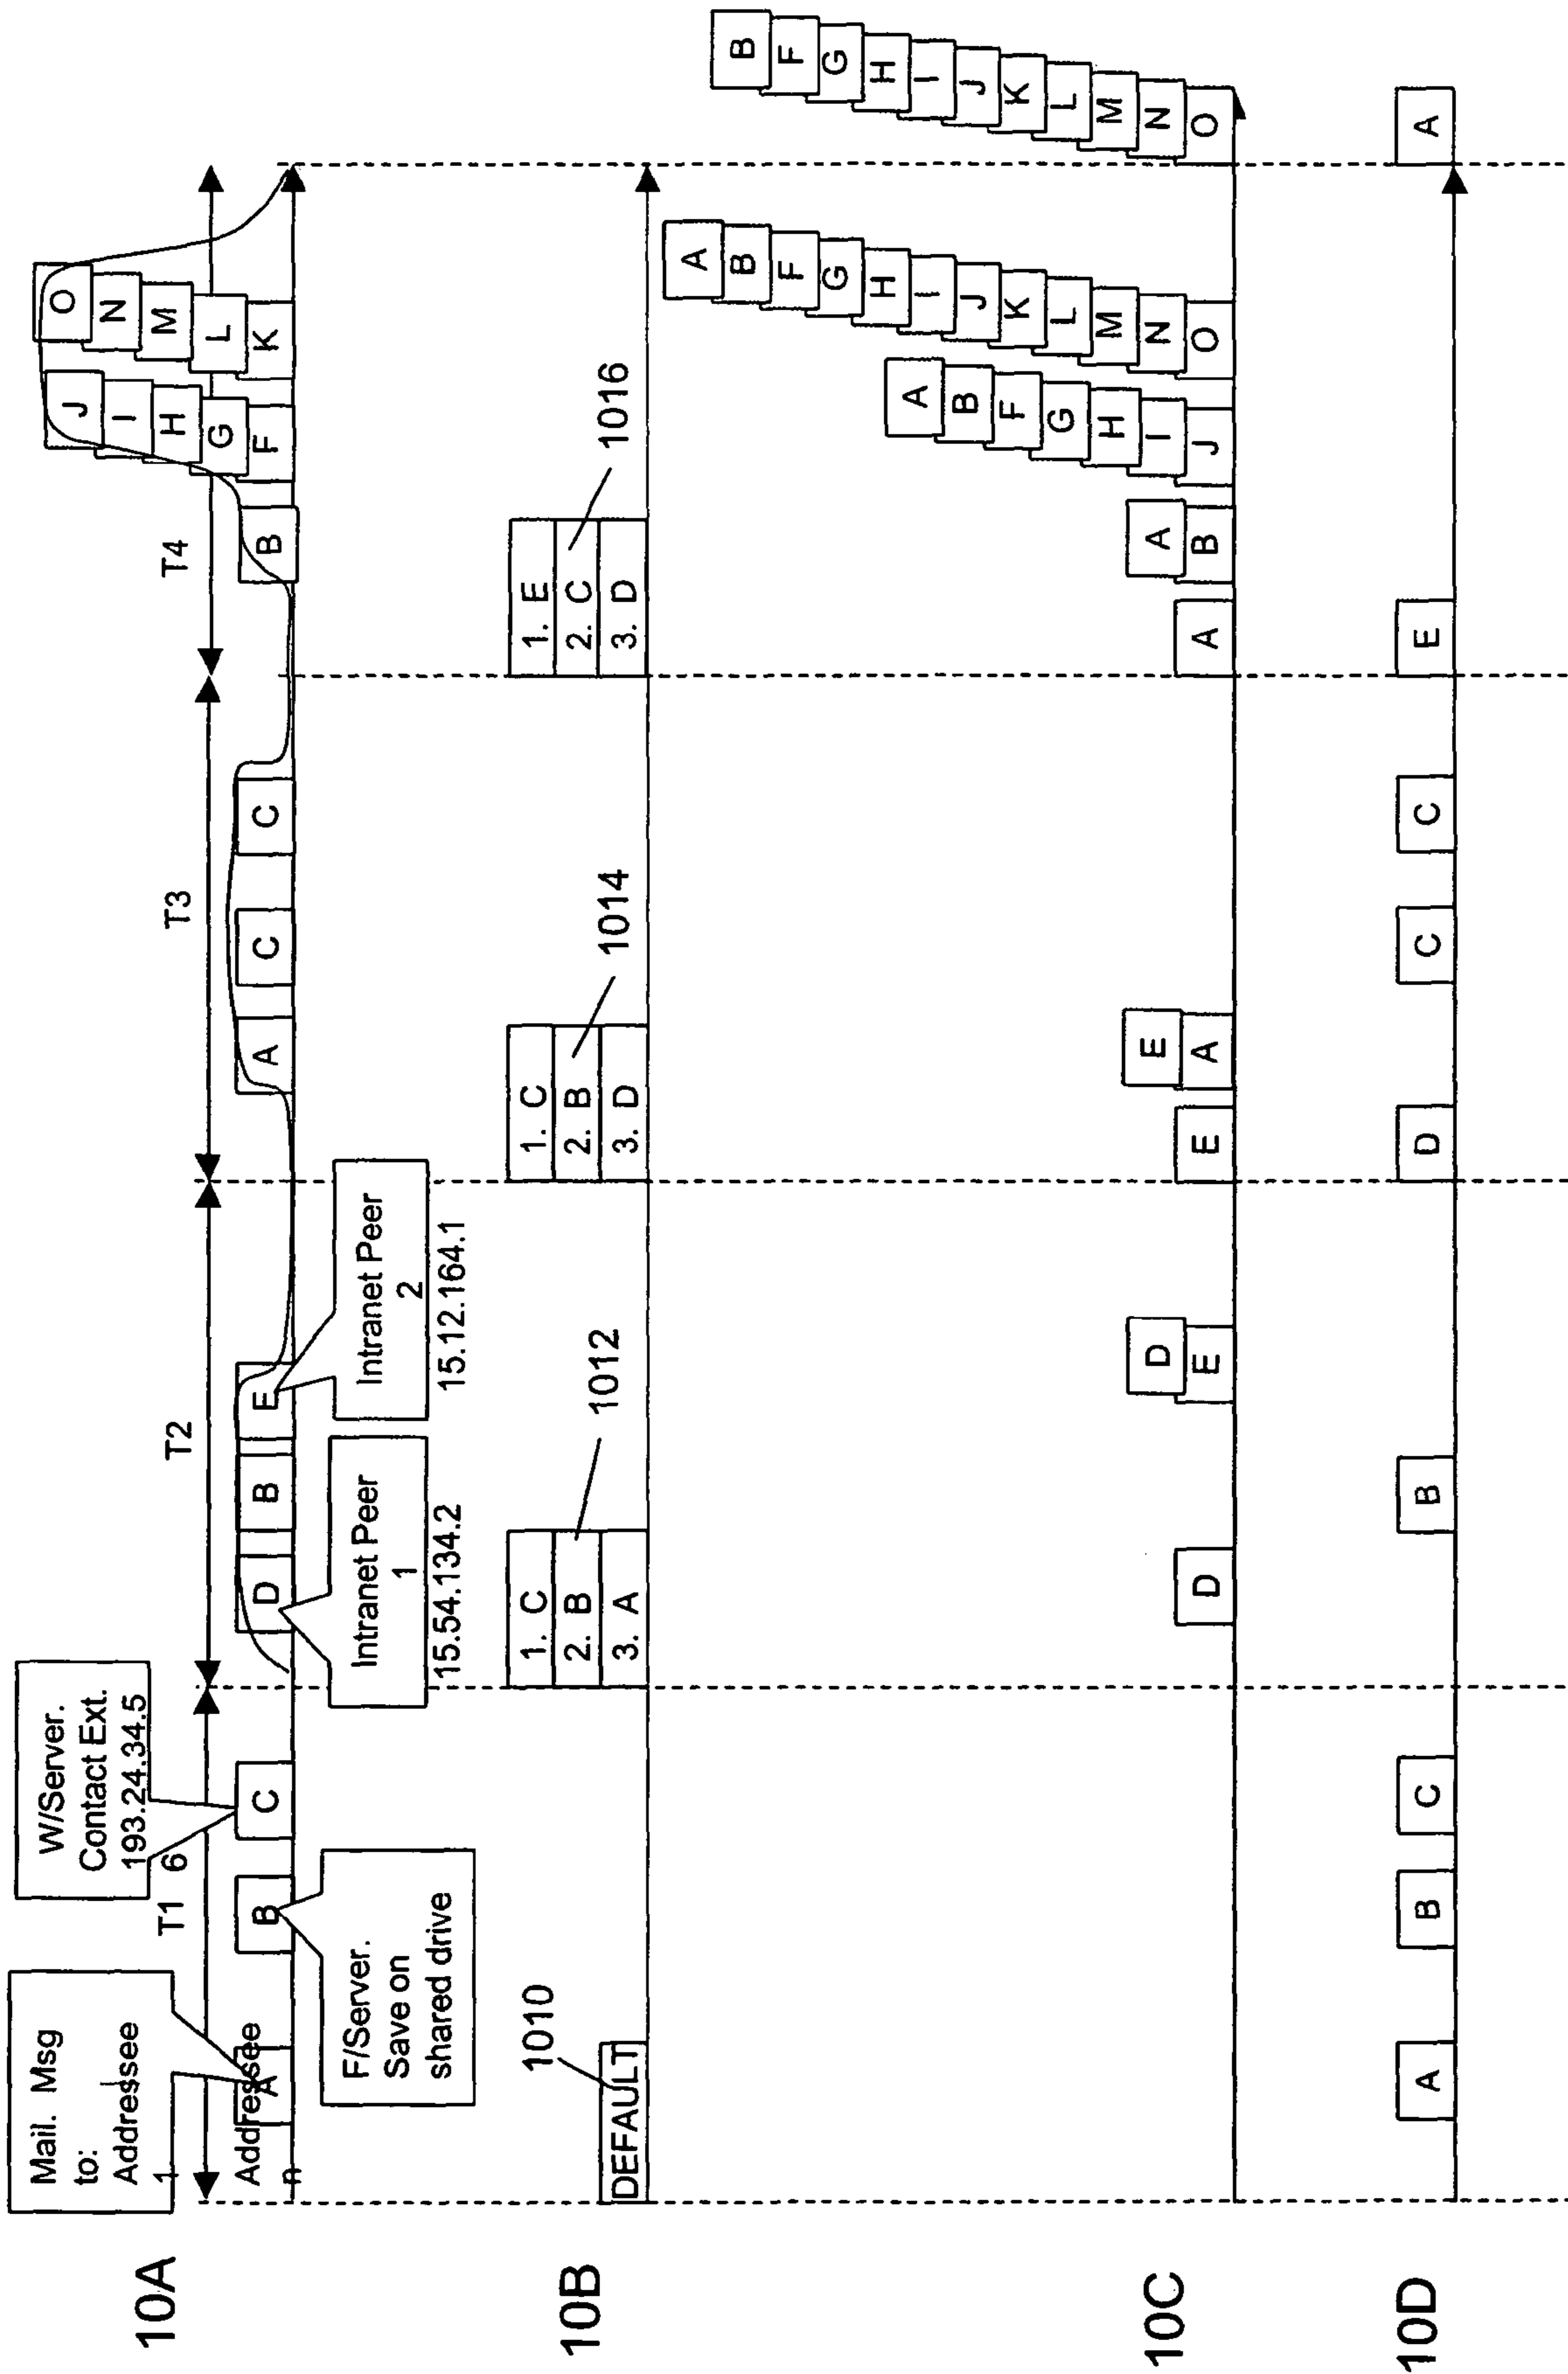 10A
Mail. Msg
to:
Addressee
1
Addressee
n
A
T1
F/Server.
Save on
shared drive
B
W/Server.
Contact Ext.
193.24.34.5
6
C
T2
D
B
E
Intranet Peer
1
15.54.134.2
Intranet Peer
2
15.12.164.1
T3
A
C
C
T4
B
J
I
H
G
F
O
N
M
L
K
10B
DEFAULT
1010
1. C
2. B
3. A
1012
1. C
2. B
3. D
1014
1. E
2. C
3. D
1016
10C
D
D
E
E
E
A
A
A
B
A
B
F
G
H
I
J
A
B
F
G
H
I
J
K
L
M
N
O
B
F
G
H
I
J
K
L
M
N
O
10D
A
B
C
B
D
C
C
E
A